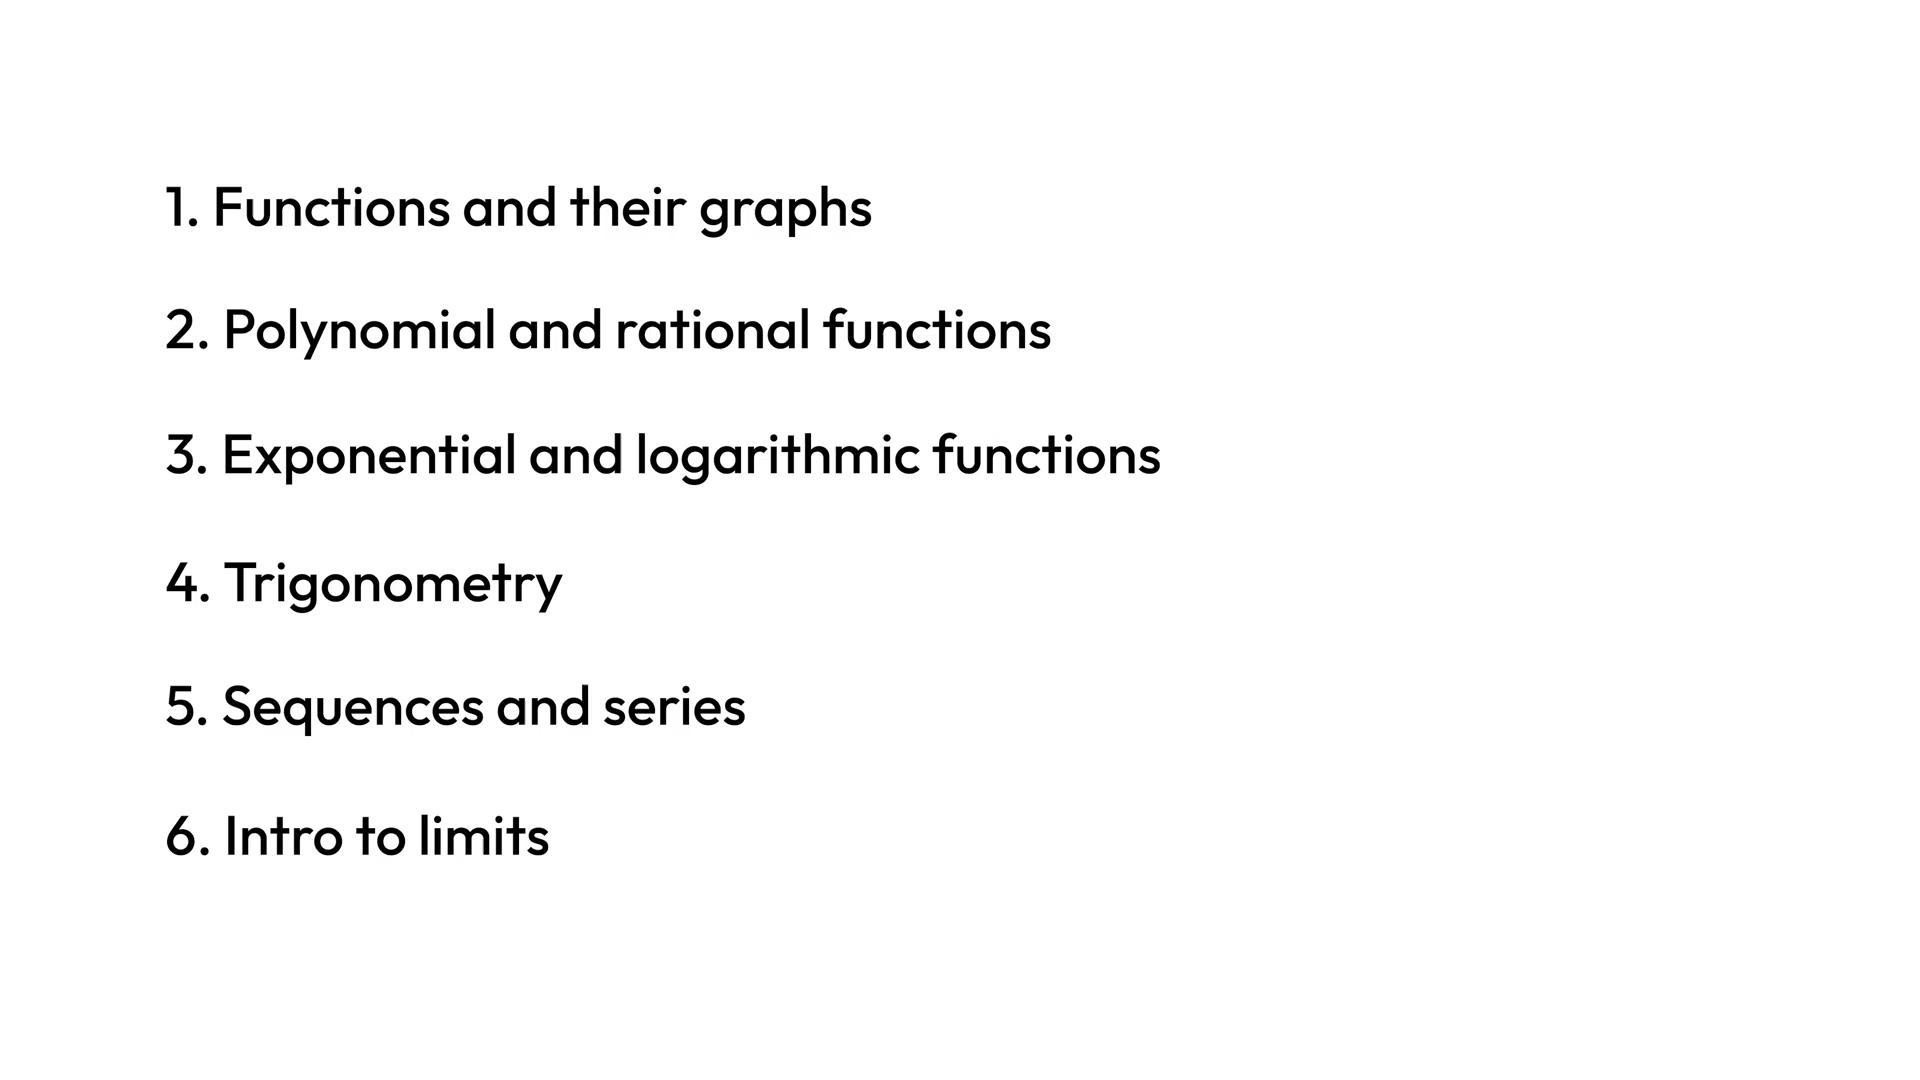 1. Functions and their graphs
2. Polynomial and rational functions
3. Exponential and logarithmic functions
4. Trigonometry
5. Sequences and series
6. Intro to limits